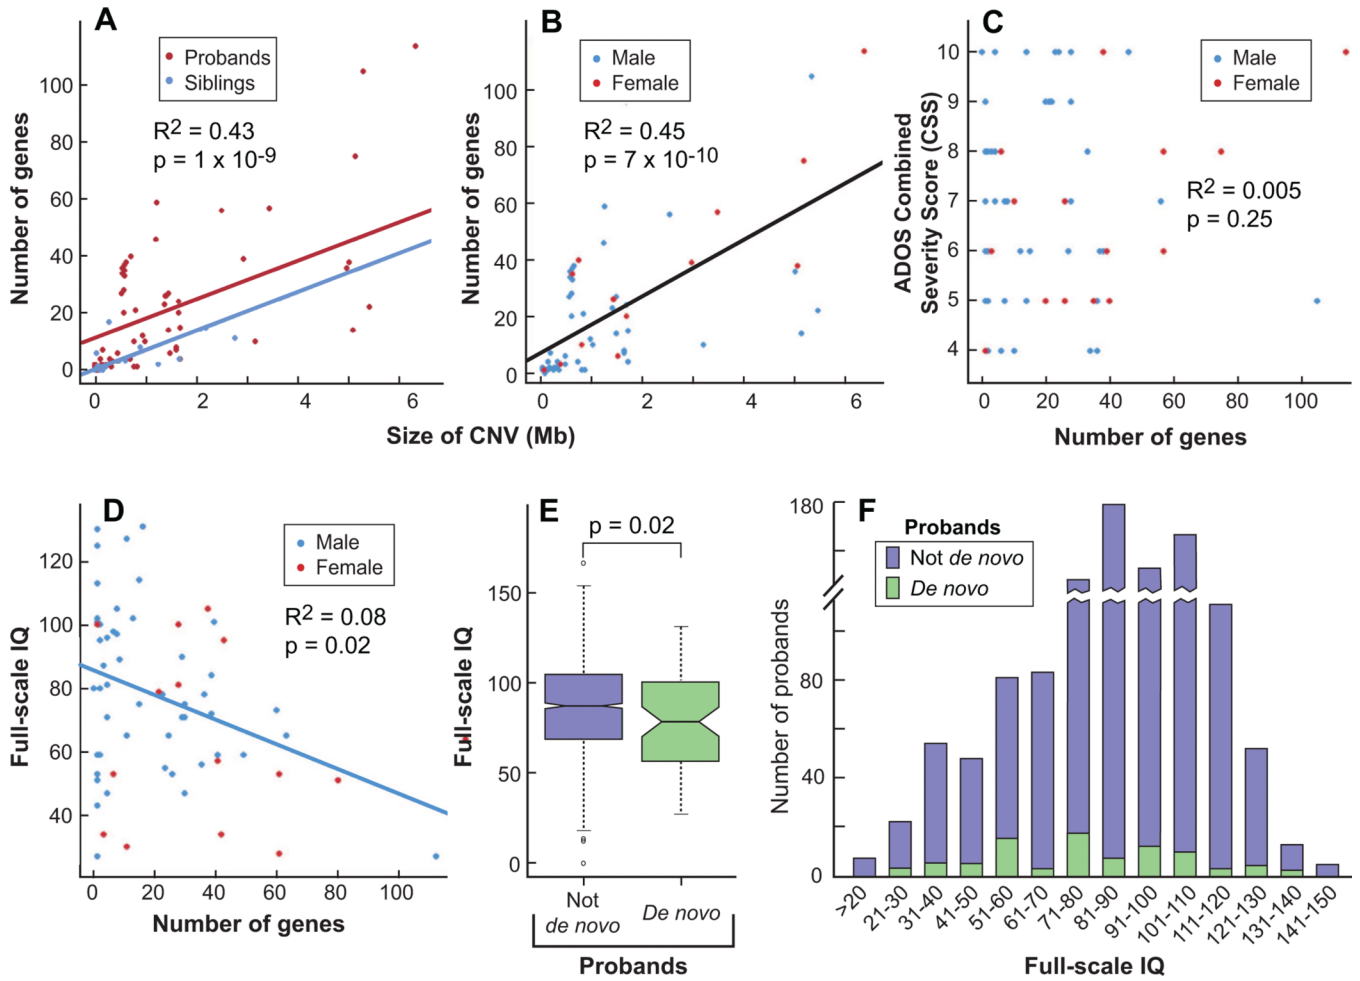 A
Probands
Siblings
R2 = 0.43
p = 1 x 10-9
Number of genes
100
80
60
40
20
0
0 2 4 6
B
Male
Female
R2 = 0.45
p = 7 x 10-10
Number of genes
100
80
60
40
20
0
0 2 4 6
Size of CNV (Mb)
C
Male
Female
R2 = 0.005
p = 0.25
ADOS Combined
Severity Score (CSS)
10
9
8
7
6
5
4
0 20 40 60 80 100
Number of genes
D
Male
Female
R2 = 0.08
p = 0.02
Full-scale IQ
120
100
80
60
40
0 20 40 60 80 100
Number of genes
E
p = 0.02
Full-scale IQ
150
100
50
0
Not
de novo
De novo
Probands
F
Probands
Not de novo
De novo
Number of probands
180
80
40
0
>20 21-30 31-40 41-50 51-60 61-70 71-80 81-90 91-100 101-110 111-120 121-130 131-140 141-150
Full-scale IQ